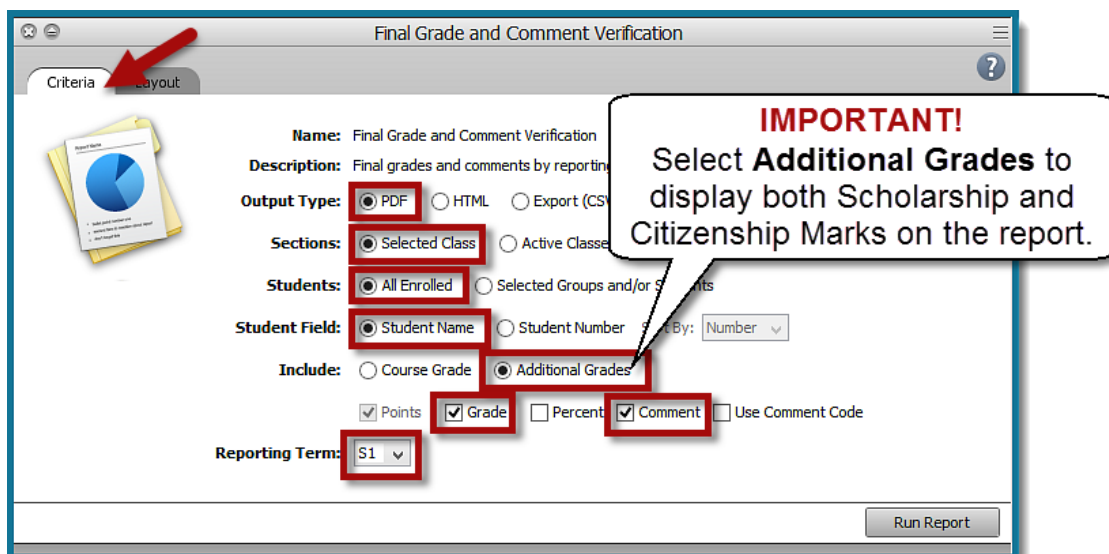 Final Grade and Comment Verification
Criteria Layout
IMPORTANT!
Select Additional Grades to
display both Scholarship and
Citizenship Marks on the report.
Name: Final Grade and Comment Verification
Description: Final grades and comments by reporting
Output Type: PDF HTML Export (CSV
Sections: Selected Class Active Classe
Students: All Enrolled Selected Groups and/or S nts
Student Field: Student Name Student Number By: Number
Include: Course Grade Additional Grades
Points Grade Percent Comment Use Comment Code
Reporting Term: S1
Run Report